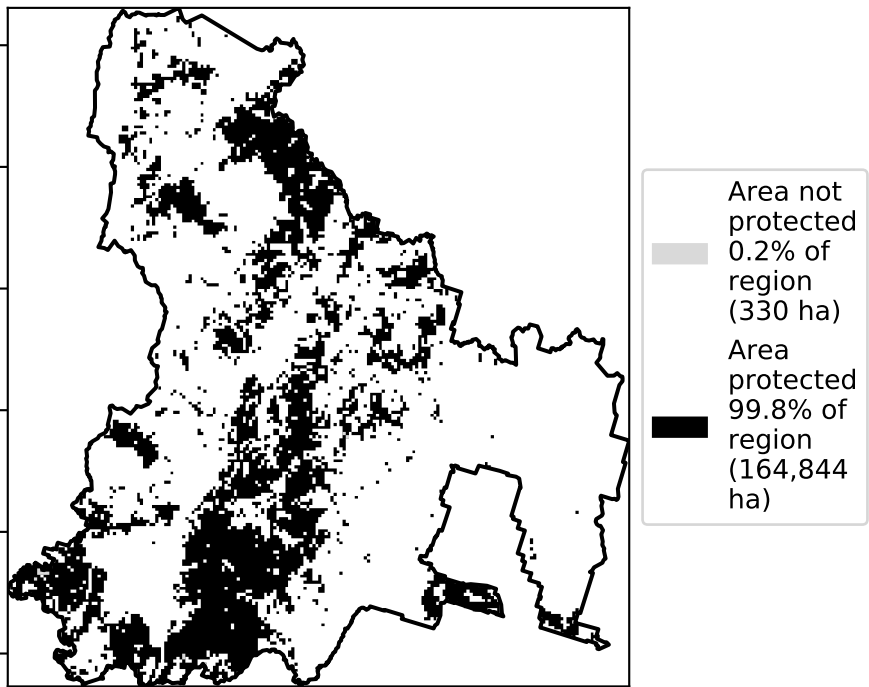 Area not
protected
0.2% of
region
(330 ha)
Area
protected
99.8% of
region
(164,844
ha)